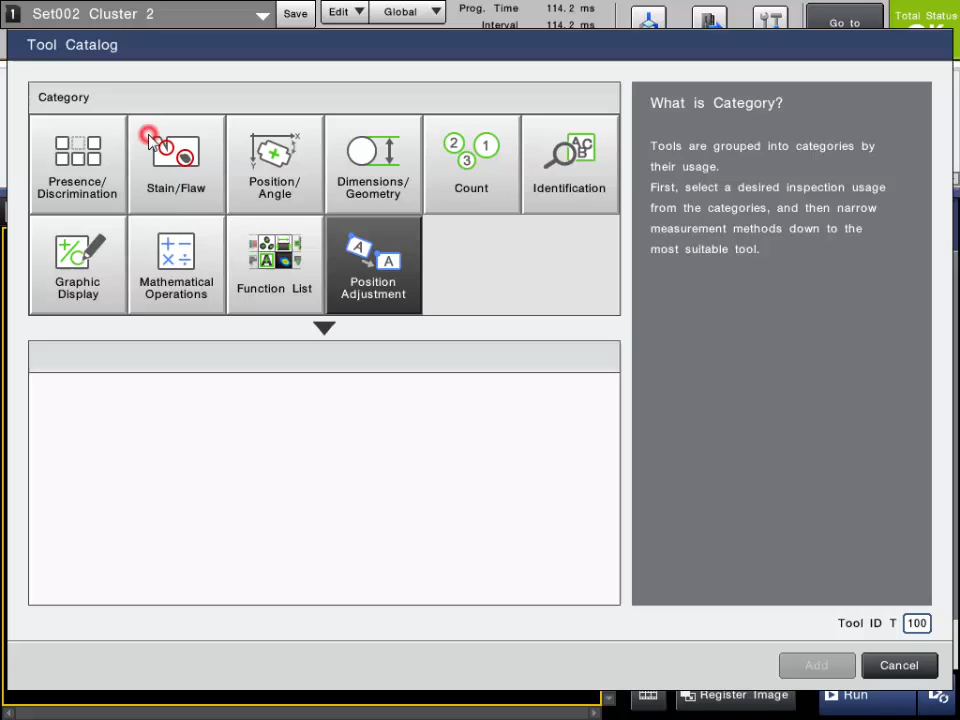 1 Set002 Cluster 2
Save
Edit
Global
Prog. Time 114.2 ms
Interval 114.2 ms
Go to
Total Status
Tool Catalog
Category
Presence/
Discrimination
Stain/Flaw
Position/
Angle
Dimensions/
Geometry
Count
Identification
Graphic
Display
Mathematical
Operations
Function List
Position
Adjustment
What is Category?
Tools are grouped into categories by
their usage.
First, select a desired inspection usage
from the categories, and then narrow
measurement methods down to the
most suitable tool.
Tool ID T 100
Add
Cancel
Register Image
Run